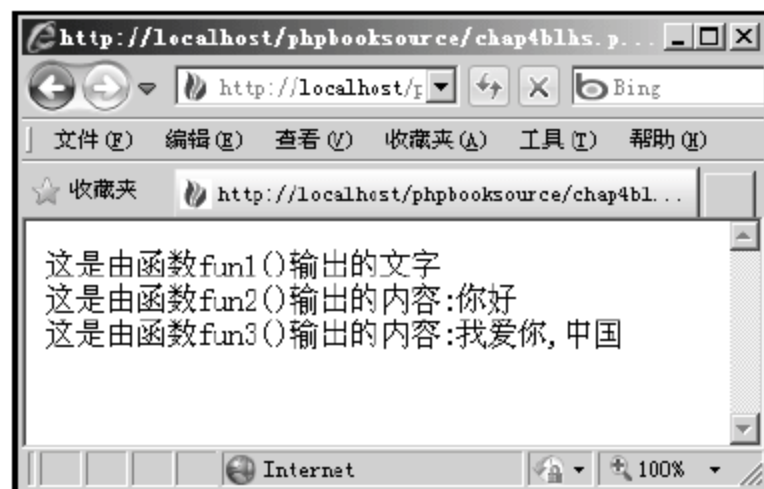 http://localhost/phpbooksource/chap4blhs.p...
http://localhost/p
Bing
文件(F) 编辑(E) 查看(V) 收藏夹(A) 工具(T) 帮助(H)
收藏夹 http://localhost/phpbooksource/chap4bl...
这是由函数fun1()输出的文字
这是由函数fun2()输出的内容:你好
这是由函数fun3()输出的内容:我爱你,中国
Internet 100%